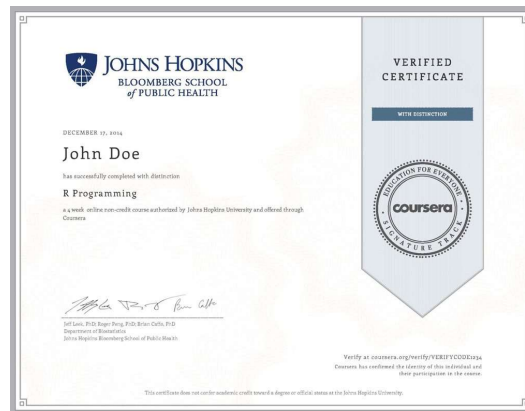 JOHNS HOPKINS
BLOOMBERG SCHOOL
of PUBLIC HEALTH
DECEMBER 17, 2014
John Doe
has successfully completed with distinction
R Programming
a 4 week online non-credit course authorized by Johns Hopkins University and offered through
Coursera
Jeff Leek, PhD; Roger Peng, PhD; Brian Caffo, PhD
Department of Biostatistics
Johns Hopkins Bloomberg School of Public Health
VERIFIED
CERTIFICATE
WITH DISTINCTION
EDUCATION FOR EVERYONE
coursera
SIGNATURE TRACK
Verify at coursera.org/verify/VERIFYCODE1234
Coursera has confirmed the identity of this individual and
their participation in the course.
This certificate does not confer academic credit toward a degree or official status at the Johns Hopkins University.